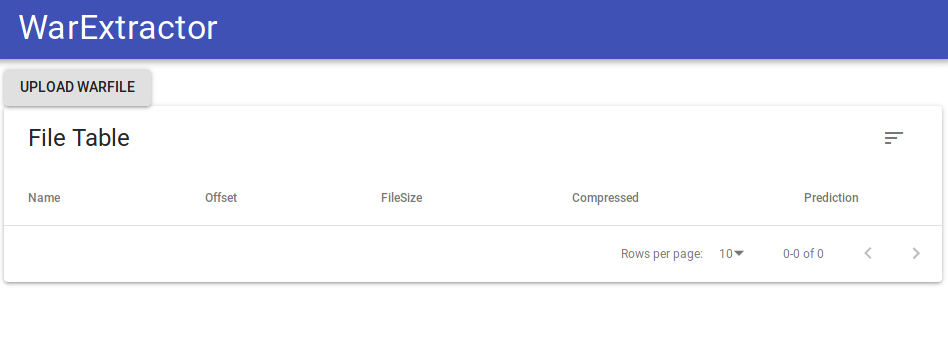 WarExtractor
UPLOAD WARFILE
File Table
Name Offset FileSize Compressed Prediction
Rows per page: 10 0-0 of 0